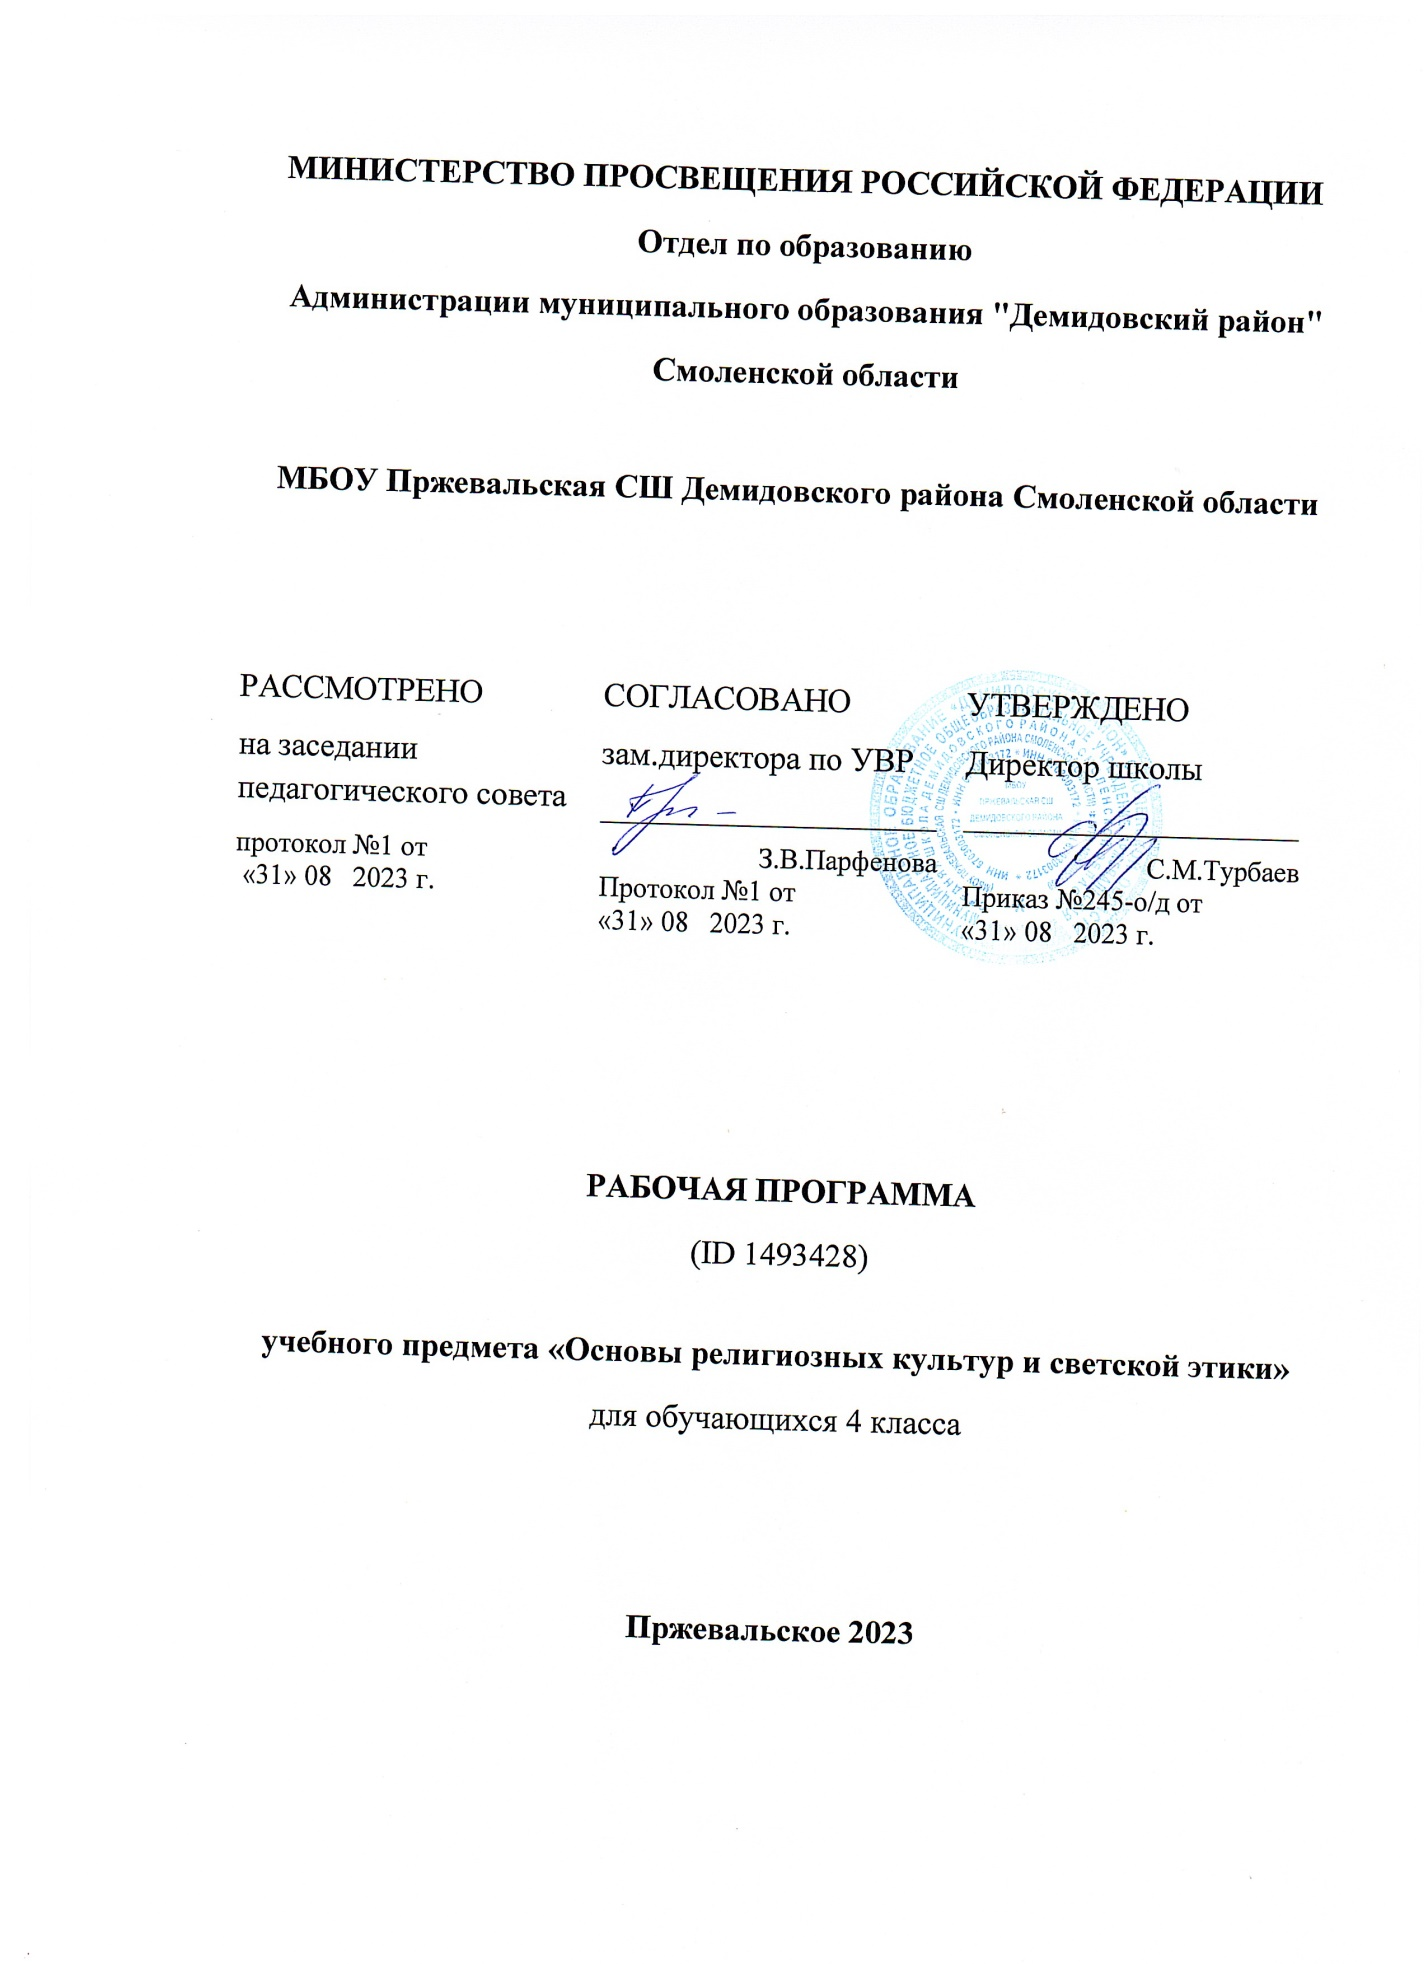 МИНИСТЕРСТВО ПРОСВЕЩЕНИЯ РОССИЙСКОЙ ФЕДЕРАЦИИ
Отдел по образованию
Администрации муниципального образования "Демидовский район"
Смоленской области
МБОУ Пржевальская СШ Демидовского района Смоленской области
РАССМОТРЕНО
на заседании
педагогического совета
протокол №1 от
«31» 08 2023 г.
СОГЛАСОВАНО
зам.директора по УВР
З.В.Парфенова
Протокол №1 от
«31» 08 2023 г.
УТВЕРЖДЕНО
Директор школы
С.М.Турбаев
Приказ №245-о/д от
«31» 08 2023 г.
РАБОЧАЯ ПРОГРАММА
(ID 1493428)
учебного предмета «Основы религиозных культур и светской этики»
для обучающихся 4 класса
Пржевальское 2023